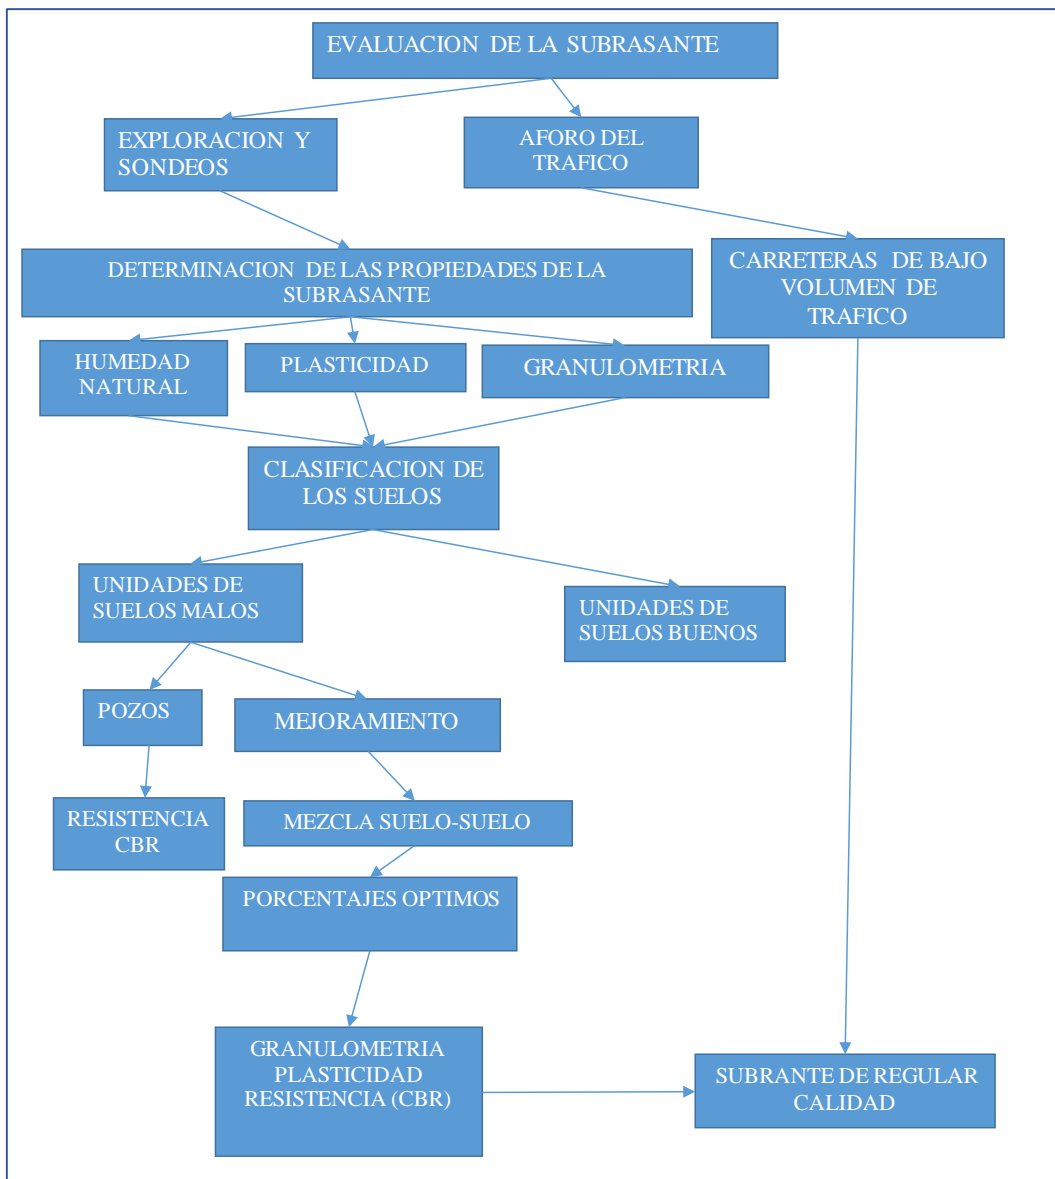 EVALUACION DE LA SUBRASANTE
EXPLORACION Y
SONDEOS
AFORO DEL
TRAFICO
DETERMINACION DE LAS PROPIEDADES DE LA
SUBRASANTE
CARRETERAS DE BAJO
VOLUMEN DE
TRAFICO
HUMEDAD
NATURAL
PLASTICIDAD
GRANULOMETRIA
CLASIFICACION DE
LOS SUELOS
UNIDADES DE
SUELOS MALOS
UNIDADES DE
SUELOS BUENOS
POZOS
MEJORAMIENTO
RESISTENCIA
CBR
MEZCLA SUELO-SUELO
PORCENTAJES OPTIMOS
GRANULOMETRIA
PLASTICIDAD
RESISTENCIA (CBR)
SUBRANTE DE REGULAR
CALIDAD